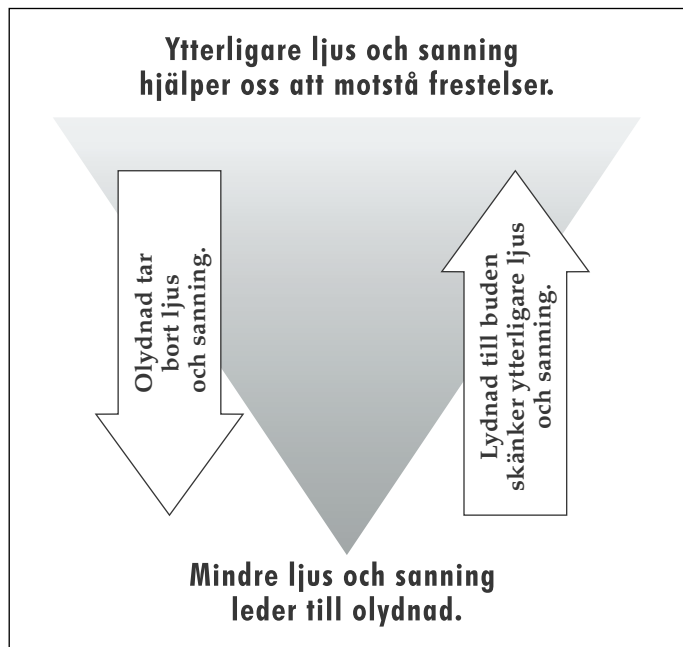 Ytterligare ljus och sanning
hjälper oss att motstå frestelser.
Olydnad tar
bort ljus
och sanning.
Lydnad till buden
skänker ytterligare ljus
och sanning.
Mindre ljus och sanning
leder till olydnad.